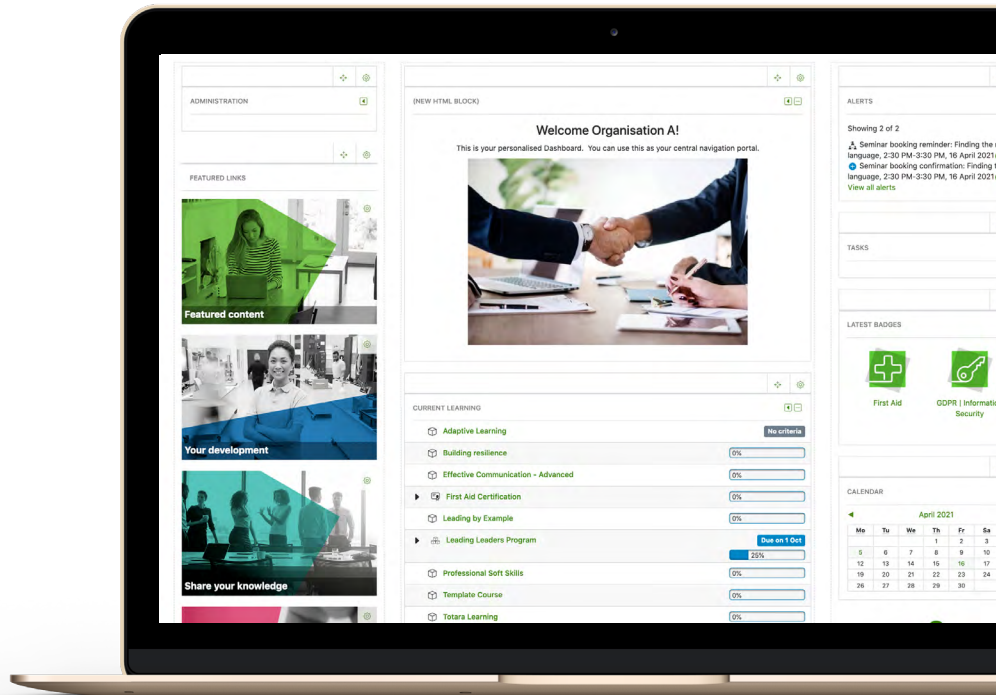 ADMINISTRATION
FEATURED LINKS
Featured content
Your development
Share your knowledge
(NEW HTML BLOCK)
Welcome Organisation A!
This is your personalised Dashboard. You can use this as your central navigation portal.
CURRENT LEARNING
Adaptive Learning
No criteria
Building resilience
0%
Effective Communication - Advanced
0%
First Aid Certification
0%
Leading by Example
0%
Leading Leaders Program
Due on 1 Oct
25%
Professional Soft Skills
0%
Template Course
0%
Totara Learning
0%
ALERTS
Showing 2 of 2
Seminar booking reminder: Finding the
language, 2:30 PM-3:30 PM, 16 April 2021
Seminar booking confirmation: Finding
language, 2:30 PM-3:30 PM, 16 April 2021
View all alerts
TASKS
LATEST BADGES
First Aid
GDPR | Informatio
Security
CALENDAR
April 2021
Mo Tu We Th Fr Sa
1 2 3
5 6 7 8 9 10
12 13 14 15 16 17
19 20 21 22 23 24
26 27 28 29 30